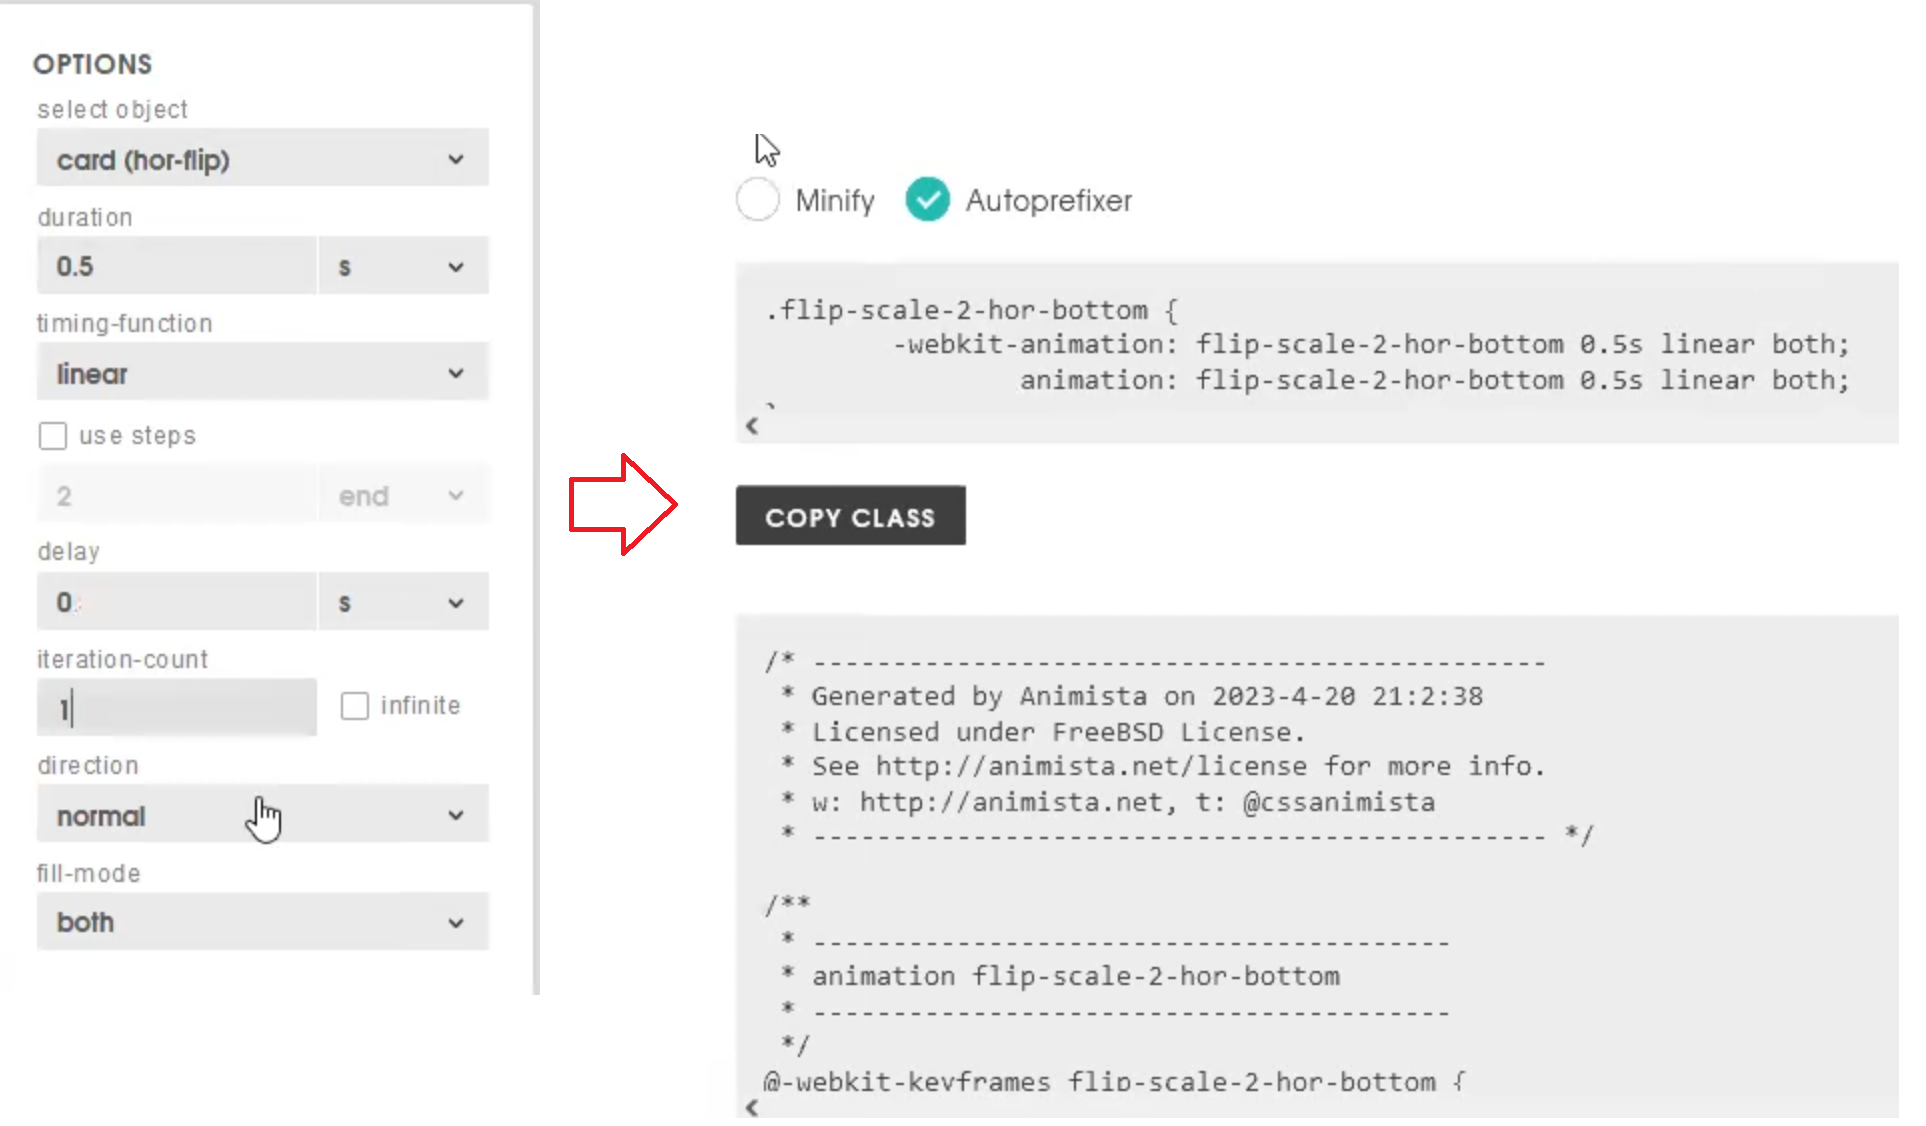 OPTIONS
select object
card (hor-flip)
duration
0.5 s
timing-function
linear
use steps
2 end
delay
0 s
iteration-count
1 infinite
direction
normal
fill-mode
both
Minify Autoprefixer
.flip-scale-2-hor-bottom {
-webkit-animation: flip-scale-2-hor-bottom 0.5s linear both;
animation: flip-scale-2-hor-bottom 0.5s linear both;
COPY CLASS
/* ----------------------------------------------
* Generated by Animista on 2023-4-20 21:2:38
* Licensed under FreeBSD License.
* See http://animista.net/license for more info.
* w: http://animista.net, t: @cssanimista
* ---------------------------------------------- */
/**
* ----------------------------------------
* animation flip-scale-2-hor-bottom
* ----------------------------------------
*/
@-webkit-keyframes flip-scale-2-hor-bottom {